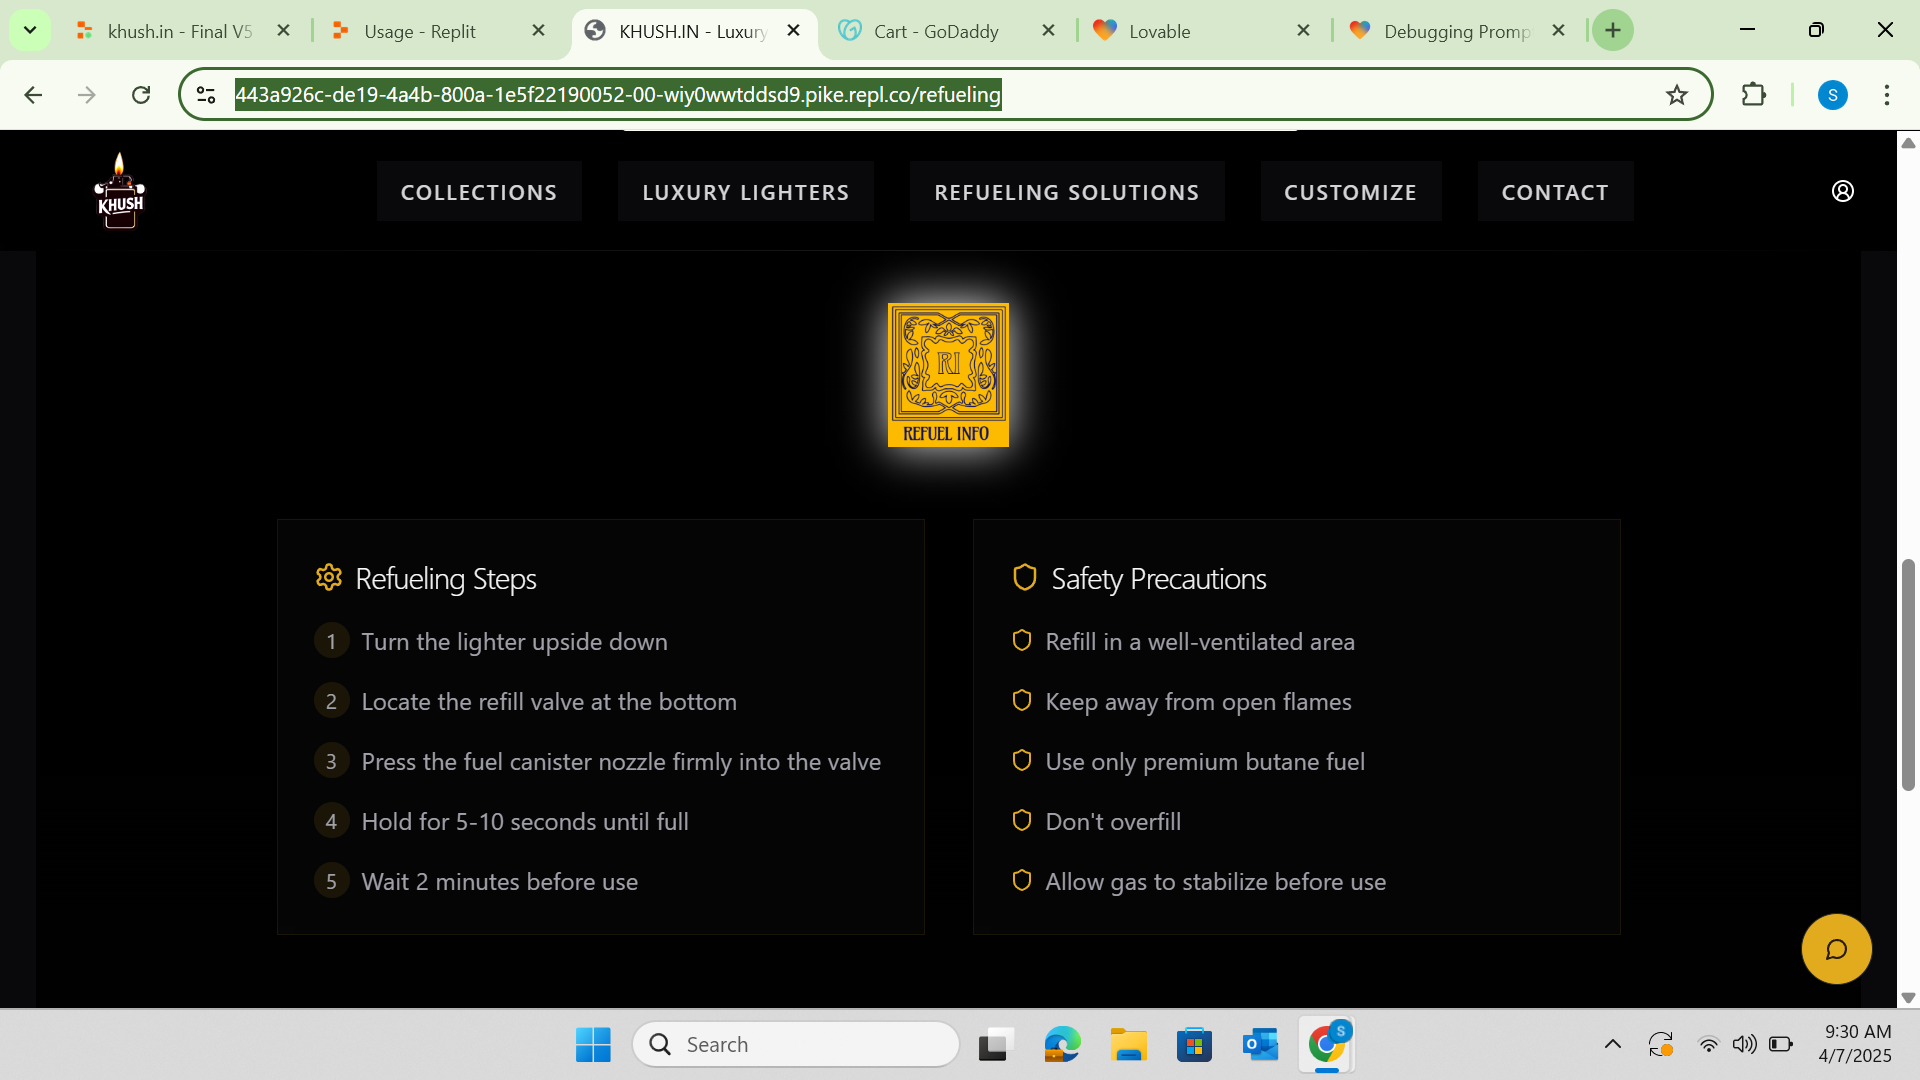 khush.in - Final V5
Usage - Replit
KHUSH.IN - Luxury
Cart - GoDaddy
Lovable
Debugging Promp
443a926c-de19-4a4b-800a-1e5f22190052-00-wiy0wwtddsd9.pike.repl.co/refueling
S
KHUSH
COLLECTIONS
LUXURY LIGHTERS
REFUELING SOLUTIONS
CUSTOMIZE
CONTACT
RI
REFUEL INFO
Refueling Steps
1 Turn the lighter upside down
2 Locate the refill valve at the bottom
3 Press the fuel canister nozzle firmly into the valve
4 Hold for 5-10 seconds until full
5 Wait 2 minutes before use
Safety Precautions
Refill in a well-ventilated area
Keep away from open flames
Use only premium butane fuel
Don't overfill
Allow gas to stabilize before use
Search
S
9:30 AM
4/7/2025